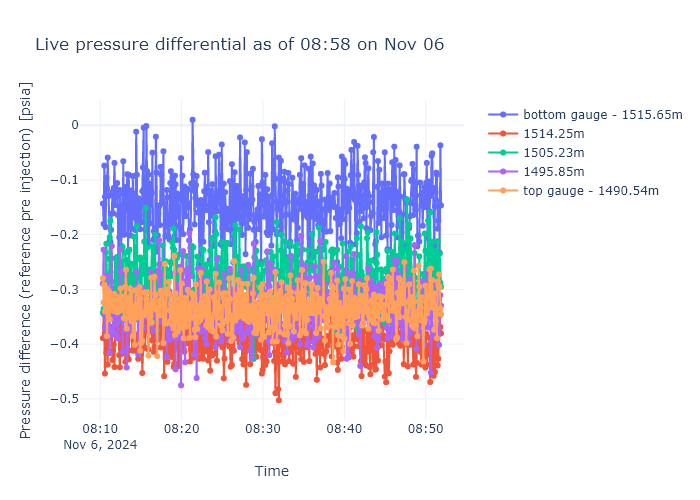 Live pressure differential as of 08:58 on Nov 06
Pressure difference (reference pre injection) [psia]
0
−0.1
−0.2
−0.3
−0.4
−0.5
08:10
Nov 6, 2024
08:20
08:30
08:40
08:50
Time
bottom gauge - 1515.65m
1514.25m
1505.23m
1495.85m
top gauge - 1490.54m